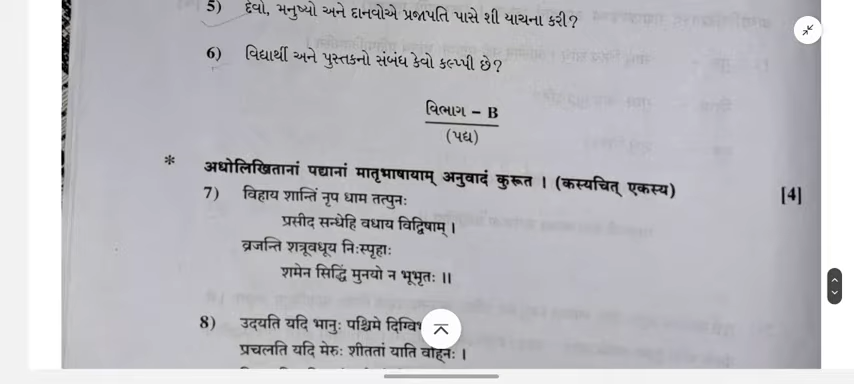 5) દેવો, મનુષ્યો અને દાનવોએ પ્રજાપતિ પાસે શી યાચના કરી?
6) વિદ્યાર્થી અને પુસ્તકનો સંબંધ કેવો કલ્પી છે?
વિભાગ – B
(પદ્ય)
* अधोलिखितानां पद्यानां मातृभाषायाम् अनुवादं कुरूत । (कस्यचित् एकस्य) [4]
7) विहाय शान्तिं नृप धाम तत्पुनः
प्रसीद सन्धेहि वधाय विद्विषाम् ।
व्रजन्ति शत्रूवधूय निःस्पृहाः
शमेन सिद्धिं मुनयो न भूभृतः ।।
8) उदयति यदि भानुः पश्चिमे
प्रचलति यदि मेरुः शीततां याति वह्निः ।